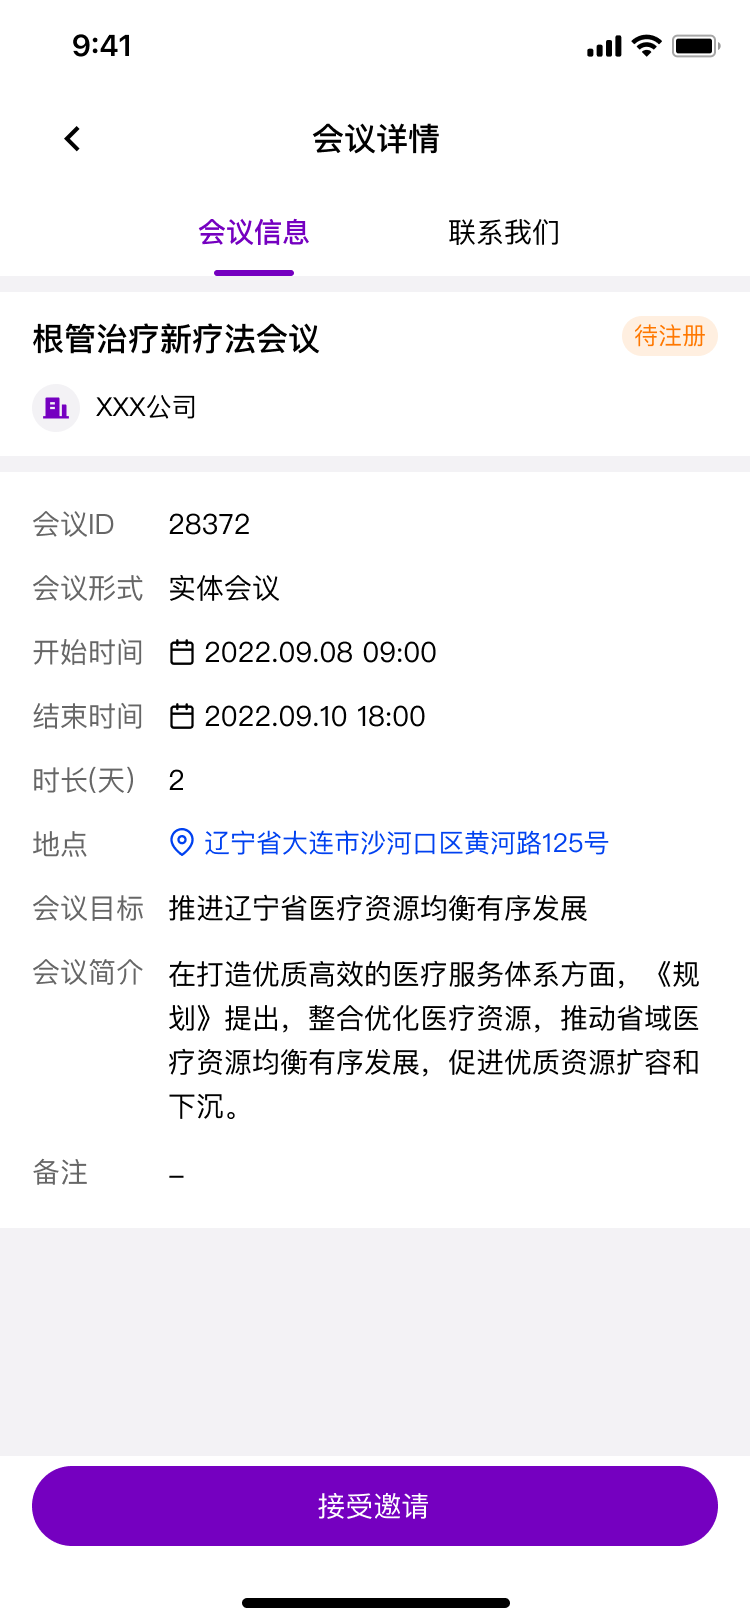 9:41
会议详情
会议信息 联系我们
根管治疗新疗法会议 待注册
XXX公司
会议ID 28372
会议形式 实体会议
开始时间 2022.09.08 09:00
结束时间 2022.09.10 18:00
时长(天) 2
地点 辽宁省大连市沙河口区黄河路125号
会议目标 推进辽宁省医疗资源均衡有序发展
会议简介 在打造优质高效的医疗服务体系方面，《规
划》提出，整合优化医疗资源，推动省域医
疗资源均衡有序发展，促进优质资源扩容和
下沉。
备注 –
接受邀请